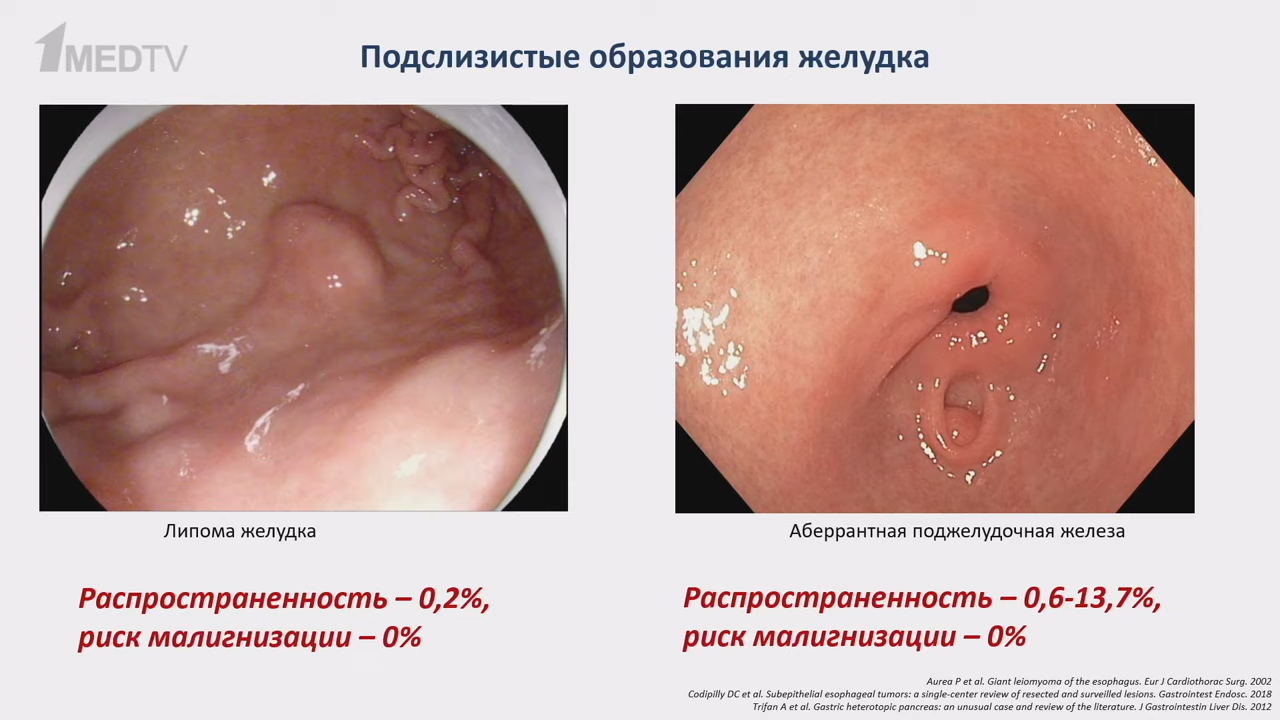 1MEDTV
Подслизистые образования желудка
Липома желудка
Аберрантная поджелудочная железа
Распространенность – 0,2%,
риск малигнизации – 0%
Распространенность – 0,6-13,7%,
риск малигнизации – 0%
Aurea P et al. Giant leiomyoma of the esophagus. Eur J Cardiothorac Surg. 2002
Codipilly DC et al. Subepithelial esophageal tumors: a single-center review of resected and surveilled lesions. Gastrointest Endosc. 2018
Trifan A et al. Gastric heterotopic pancreas: an unusual case and review of the literature. J Gastrointestin Liver Dis. 2012